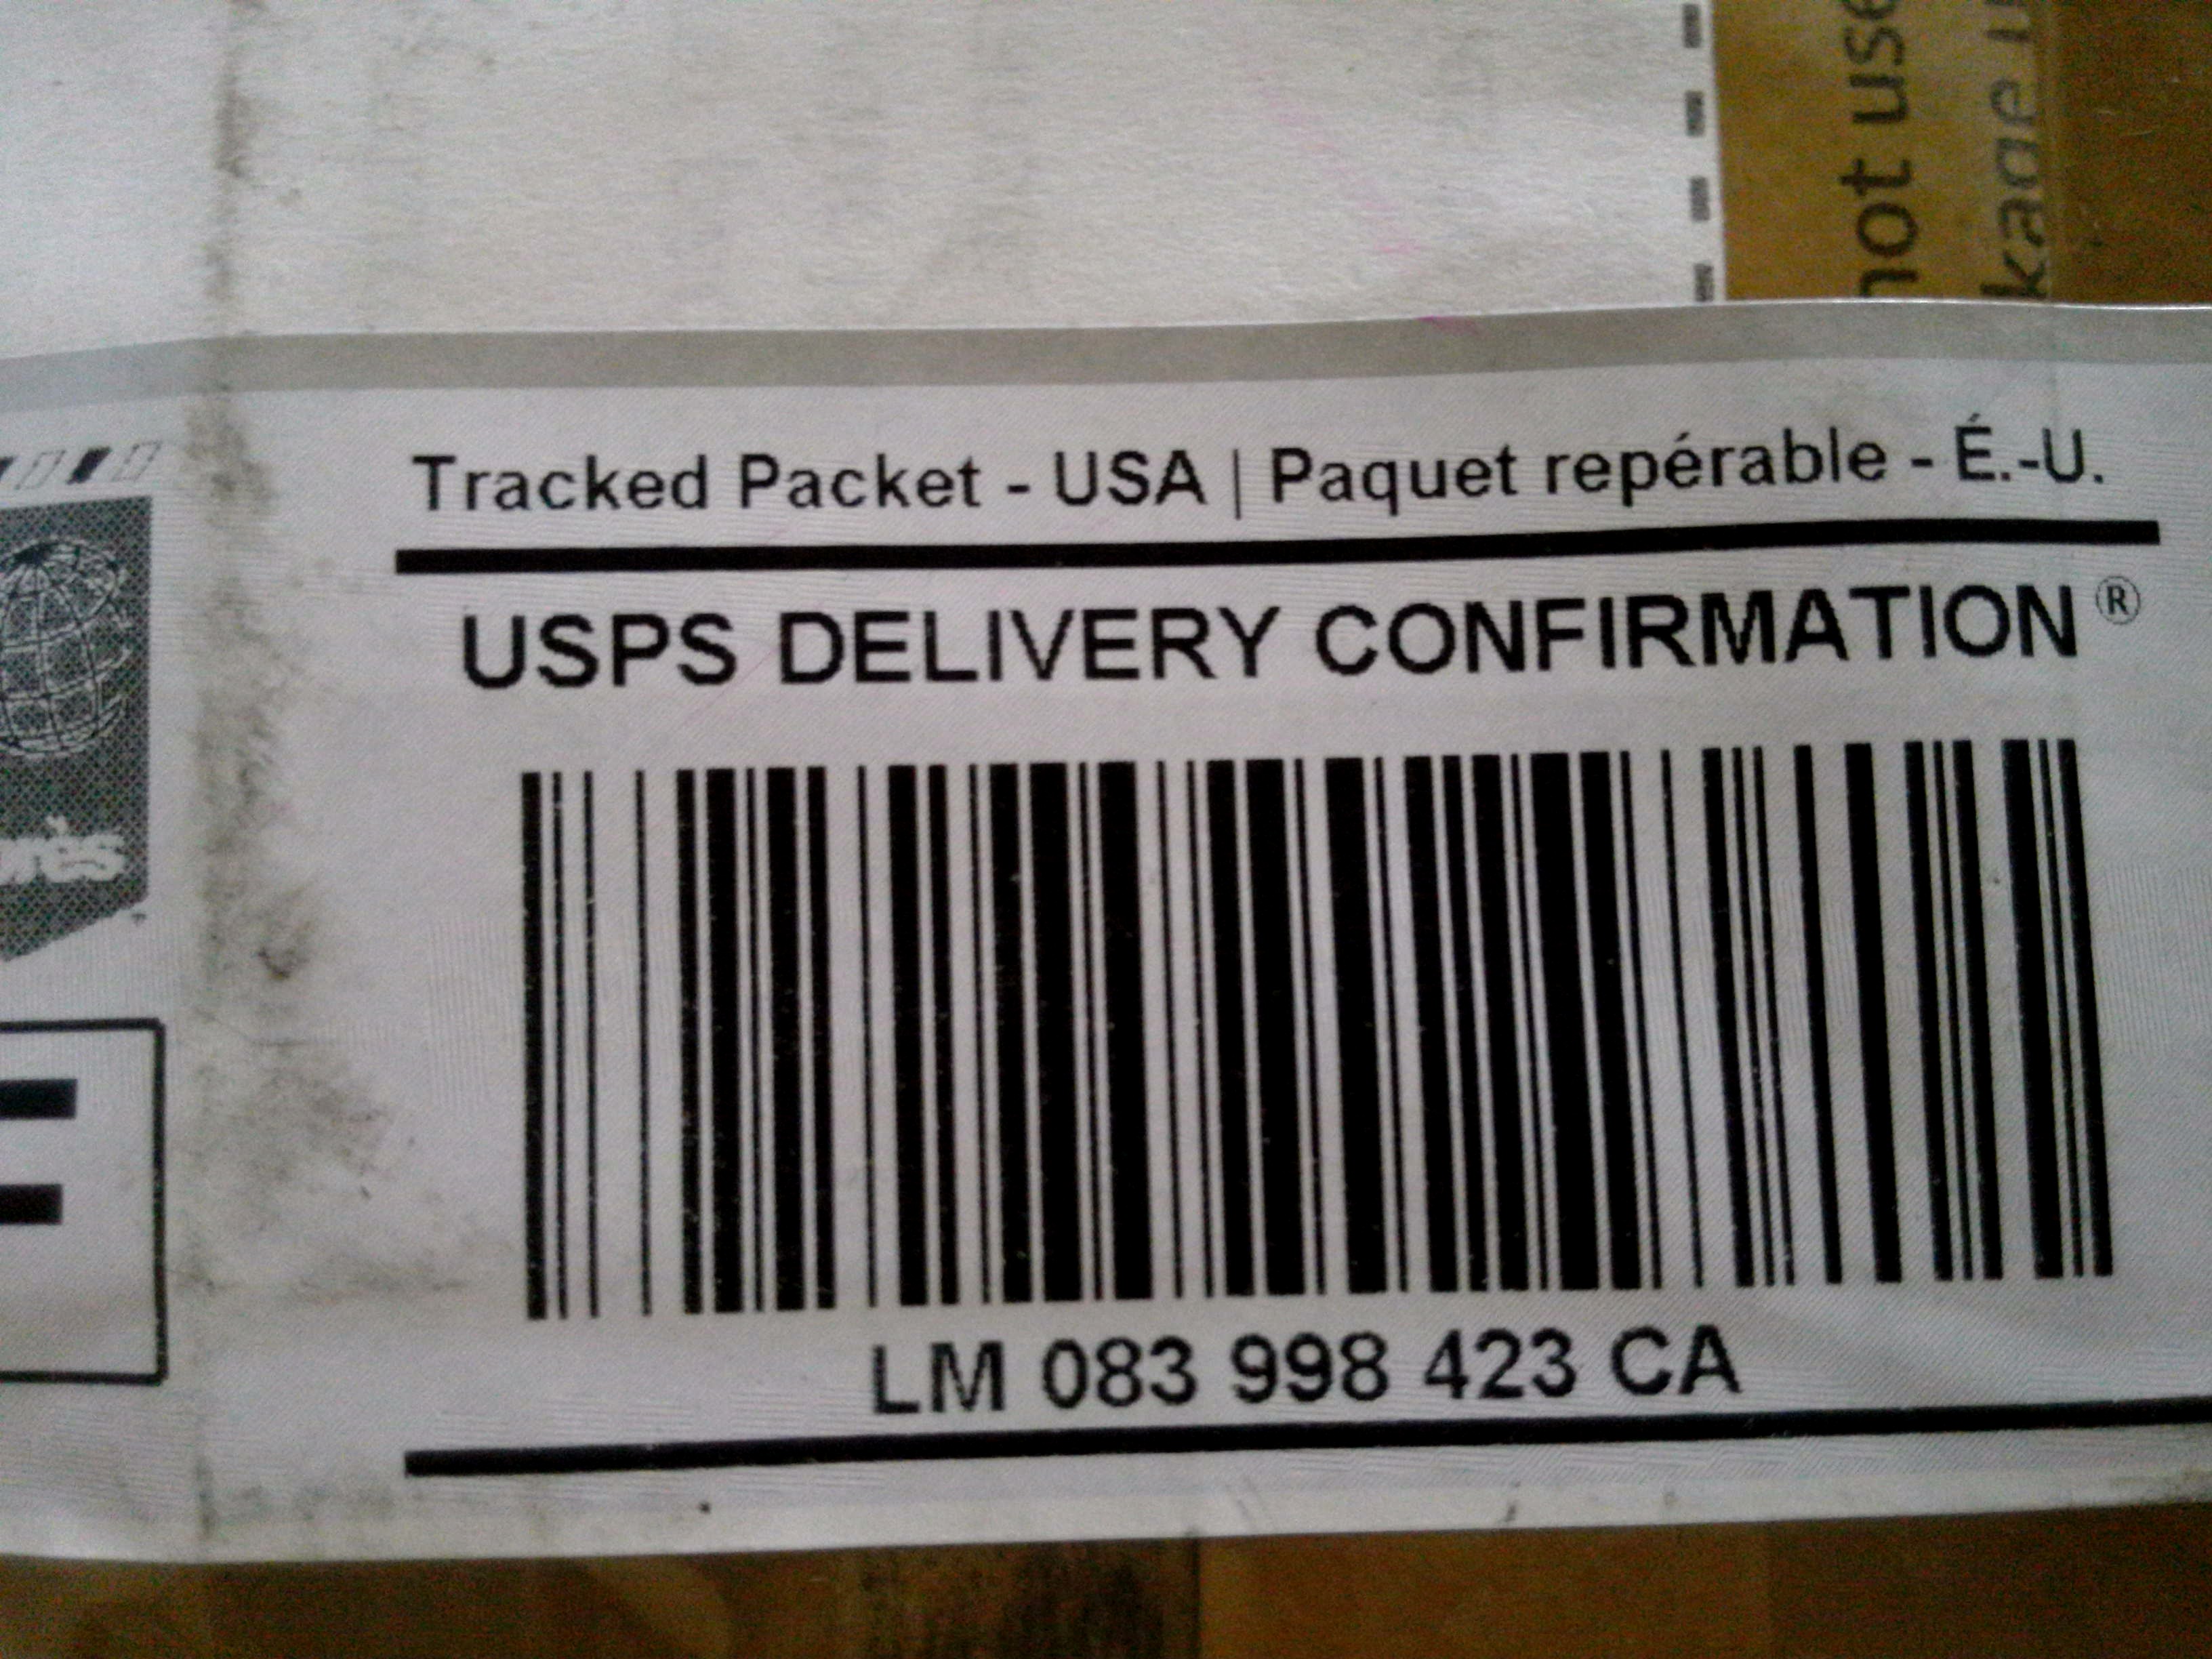 not use
Tracked Packet - USA | Paquet repérable - É.-U.
USPS DELIVERY CONFIRMATION ®
LM 083 998 423 CA